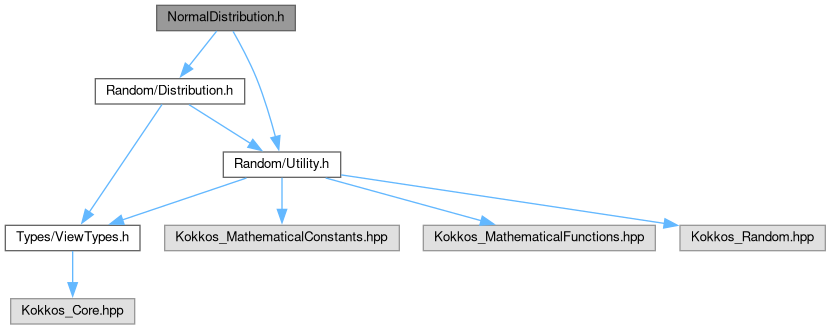 NormalDistribution.h
Random/Distribution.h
Random/Utility.h
Types/ViewTypes.h
Kokkos_MathematicalConstants.hpp
Kokkos_MathematicalFunctions.hpp
Kokkos_Random.hpp
Kokkos_Core.hpp